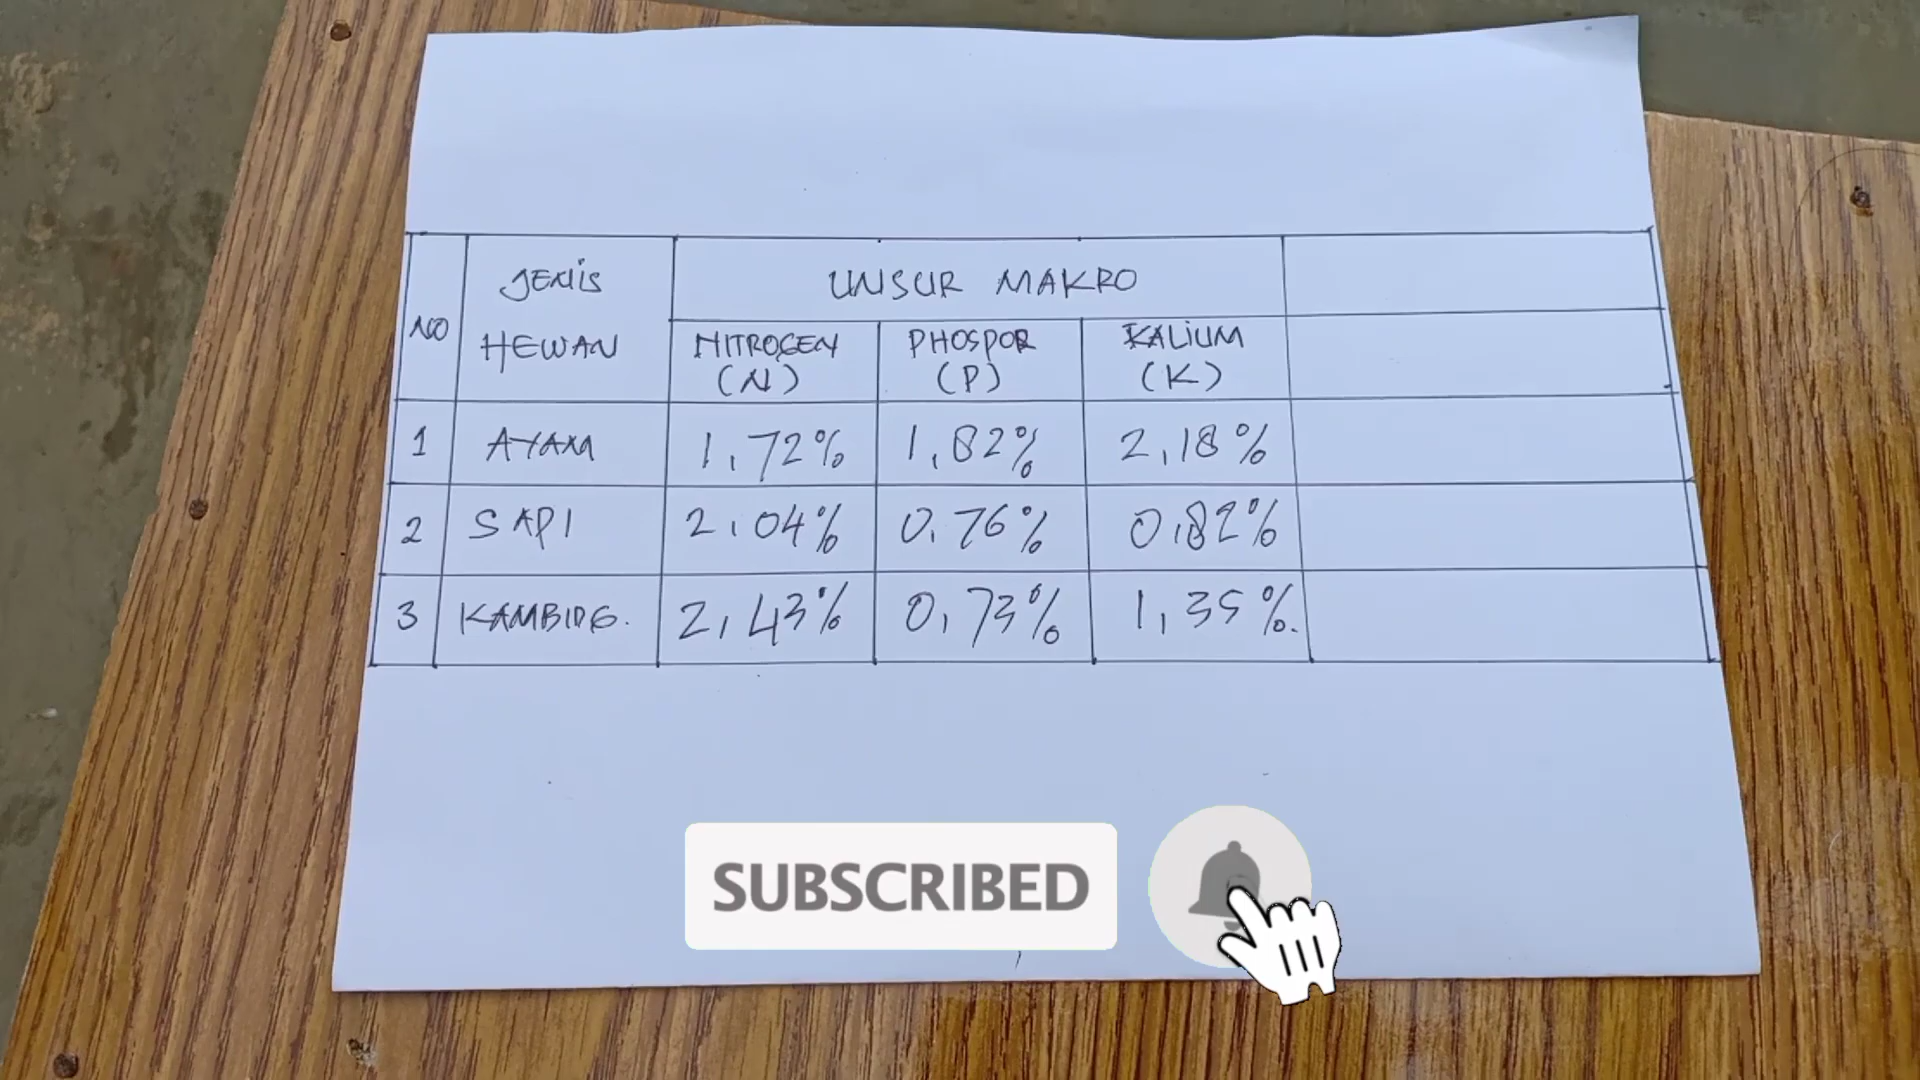 NO JENIS HEWAN UNSUR MAKRO
NITROGEN (N) PHOSPOR (P) KALIUM (K)
1 AYAM 1,72% 1,82% 2,18%
2 SAPI 2,04% 0,76% 0,82%
3 KAMBING. 2,43% 0,73% 1,35%.
SUBSCRIBED